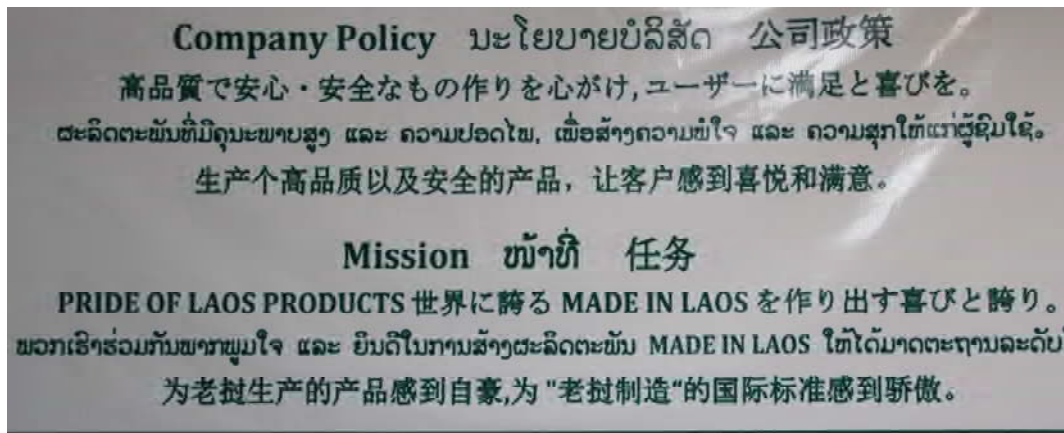 Company Policy ນະໂຍບາຍບໍລິສັດ 公司政策
高品質で安心・安全なもの作りを心がけ,ユーザーに満足と喜びを。
ຜະລິດຕະພັນທີ່ມີຄຸນະພາບສູງ ແລະ ຄວາມປອດໄພ, ເພື່ອສ້າງຄວາມພໍໃຈ ແລະ ຄວາມສຸກໃຫ້ແກ່ຜູ້ຊົມໃຊ້。
生产个高品质以及安全的产品，让客户感到喜悦和满意。
Mission ໜ້າທີ່ 任务
PRIDE OF LAOS PRODUCTS 世界に誇る MADE IN LAOS を作り出す喜びと誇り。
ພວກເຮົາຮ່ວມກັນພາກພູມໃຈ ແລະ ຍິນດີໃນການສ້າງຜະລິດຕະພັນ MADE IN LAOS ໃຫ້ໄດ້ມາດຕະຖານລະດັບ
为老挝生产的产品感到自豪,为 "老挝制造“的国际标准感到骄傲。